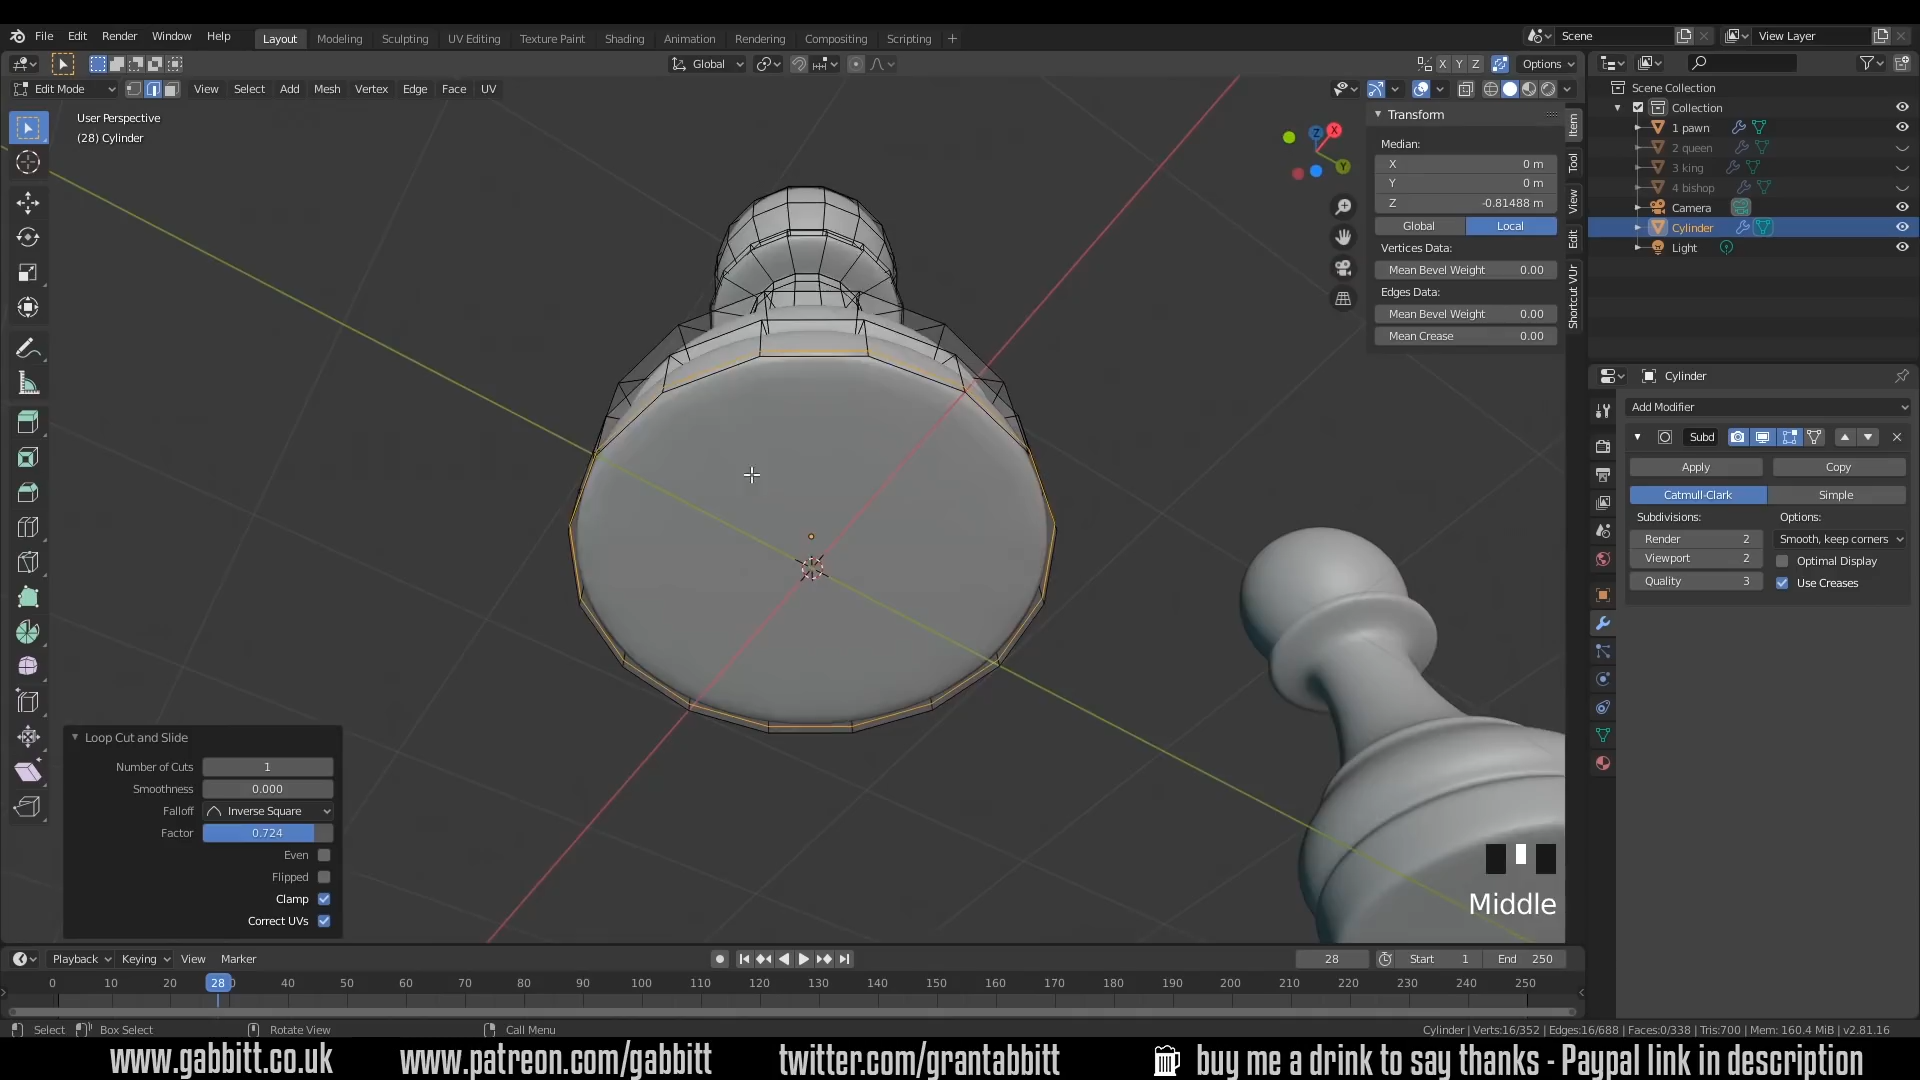 File Edit Render Window Help Layout Modeling Sculpting UV Editing Texture Paint Shading Animation Rendering Compositing Scripting + Scene View Layer
Global X Y Z Options
Edit Mode View Select Add Mesh Vertex Edge Face UV
User Perspective
(28) Cylinder
X
Y
Z
Transform
Median:
X 0 m
Y 0 m
Z -0.81488 m
Global Local
Vertices Data:
Mean Bevel Weight 0.00
Edges Data:
Mean Bevel Weight 0.00
Mean Crease 0.00
Item
Tool
View
Edit
Shortcut VUr
Scene Collection
Collection
1 pawn
2 queen
3 king
4 bishop
Camera
Cylinder
Light
Cylinder
Add Modifier
Subd
Apply Copy
Catmull-Clark Simple
Subdivisions: Options:
Render 2 Smooth, keep corners
Viewport 2 Optimal Display
Quality 3 Use Creases
Loop Cut and Slide
Number of Cuts 1
Smoothness 0.000
Falloff Inverse Square
Factor 0.724
Even
Flipped
Clamp
Correct UVs
Middle
Playback Keying View Marker 28 Start 1 End 250
0 10 20 28 40 50 60 70 80 90 100 110 120 130 140 150 160 170 180 190 200 210 220 230 240 250
Select Box Select Rotate View Call Menu Cylinder | Verts:16/352 | Edges:16/688 | Faces:0/338 | Tris:700 | Mem: 160.4 MiB | v2.81.16
www.gabbitt.co.uk www.patreon.com/gabbitt twitter.com/grantabbitt buy me a drink to say thanks - Paypal link in description